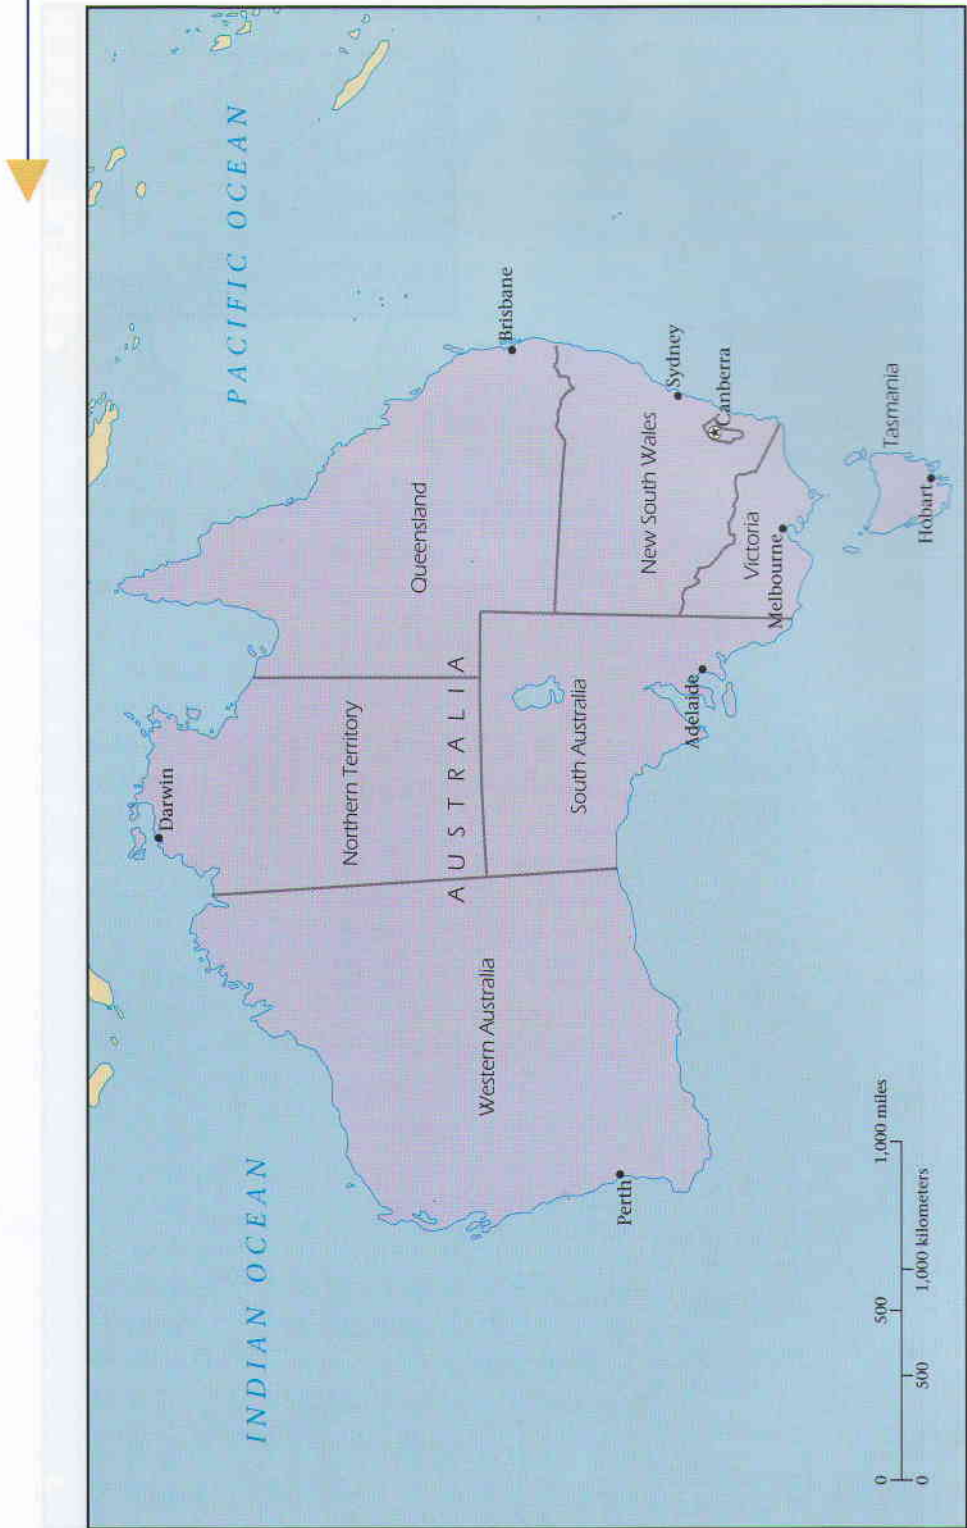 PACIFIC OCEAN
INDIAN OCEAN
Darwin
Northern Territory
Queensland
AUSTRALIA
Western Australia
Brisbane
South Australia
Perth
New South Wales
Sydney
Adelaide
Canberra
Victoria
Melbourne
Tasmania
Hobart
0 500 1,000 miles
0 500 1,000 kilometers